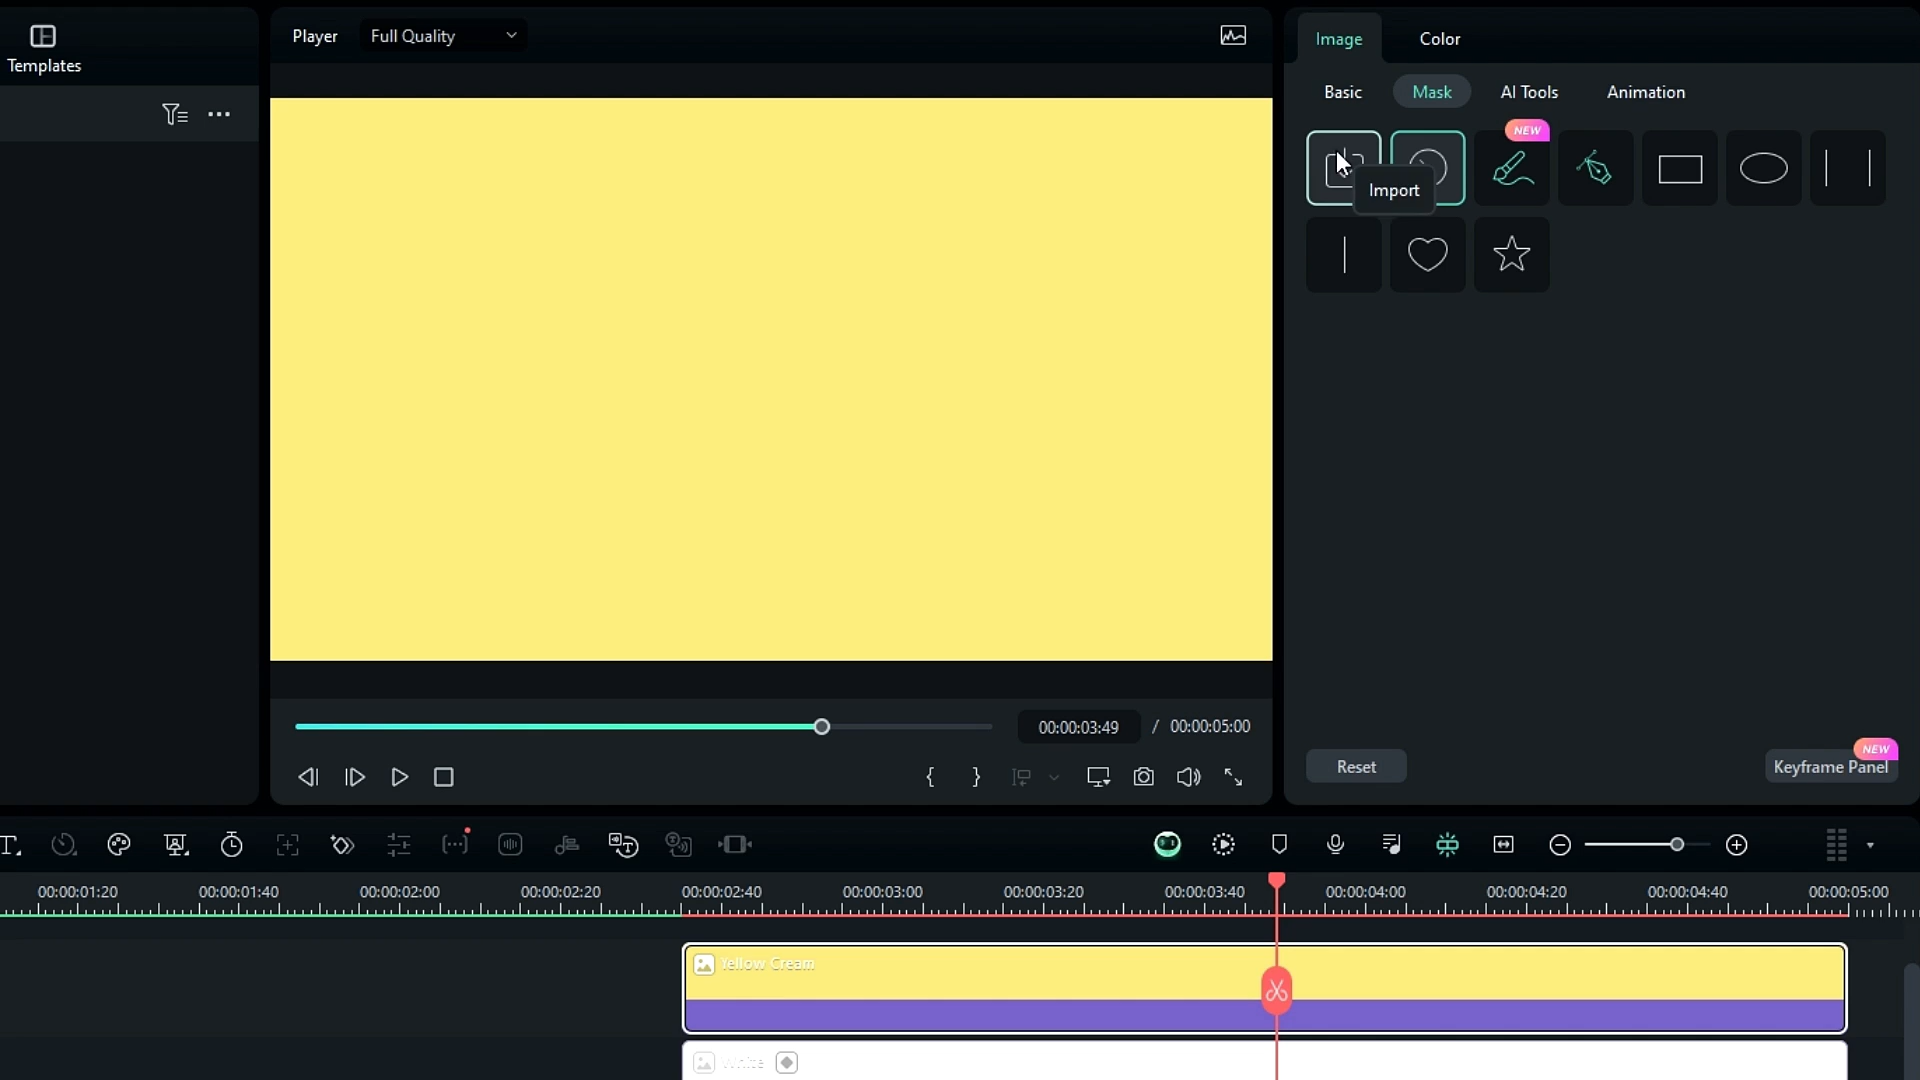 Templates
Player
Full Quality
Image
Color
Basic
Mask
AI Tools
Animation
NEW
Import
00:00:03:49 / 00:00:05:00
Reset
NEW
Keyframe Panel
00:00:01:20
00:00:01:40
00:00:02:00
00:00:02:20
00:00:02:40
00:00:03:00
00:00:03:20
00:00:03:40
00:00:04:00
00:00:04:20
00:00:04:40
00:00:05:00
Yellow Cream
White